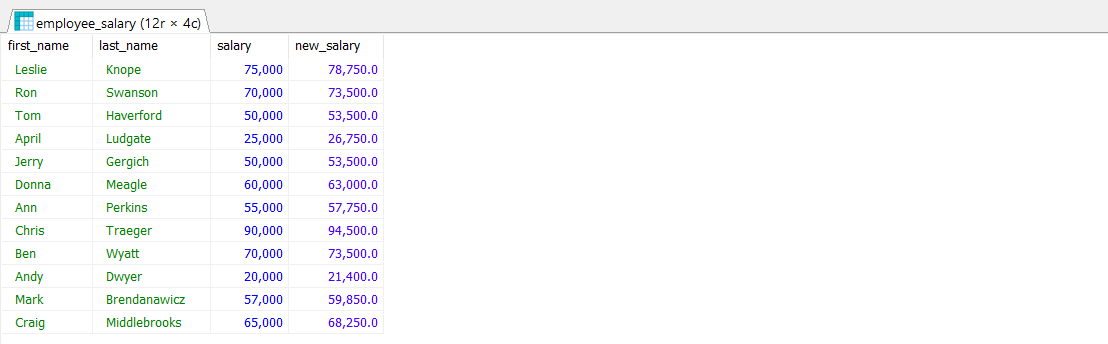 employee_salary (12r × 4c)
first_name last_name salary new_salary
Leslie Knope 75,000 78,750.0
Ron Swanson 70,000 73,500.0
Tom Haverford 50,000 53,500.0
April Ludgate 25,000 26,750.0
Jerry Gergich 50,000 53,500.0
Donna Meagle 60,000 63,000.0
Ann Perkins 55,000 57,750.0
Chris Traeger 90,000 94,500.0
Ben Wyatt 70,000 73,500.0
Andy Dwyer 20,000 21,400.0
Mark Brendanawicz 57,000 59,850.0
Craig Middlebrooks 65,000 68,250.0